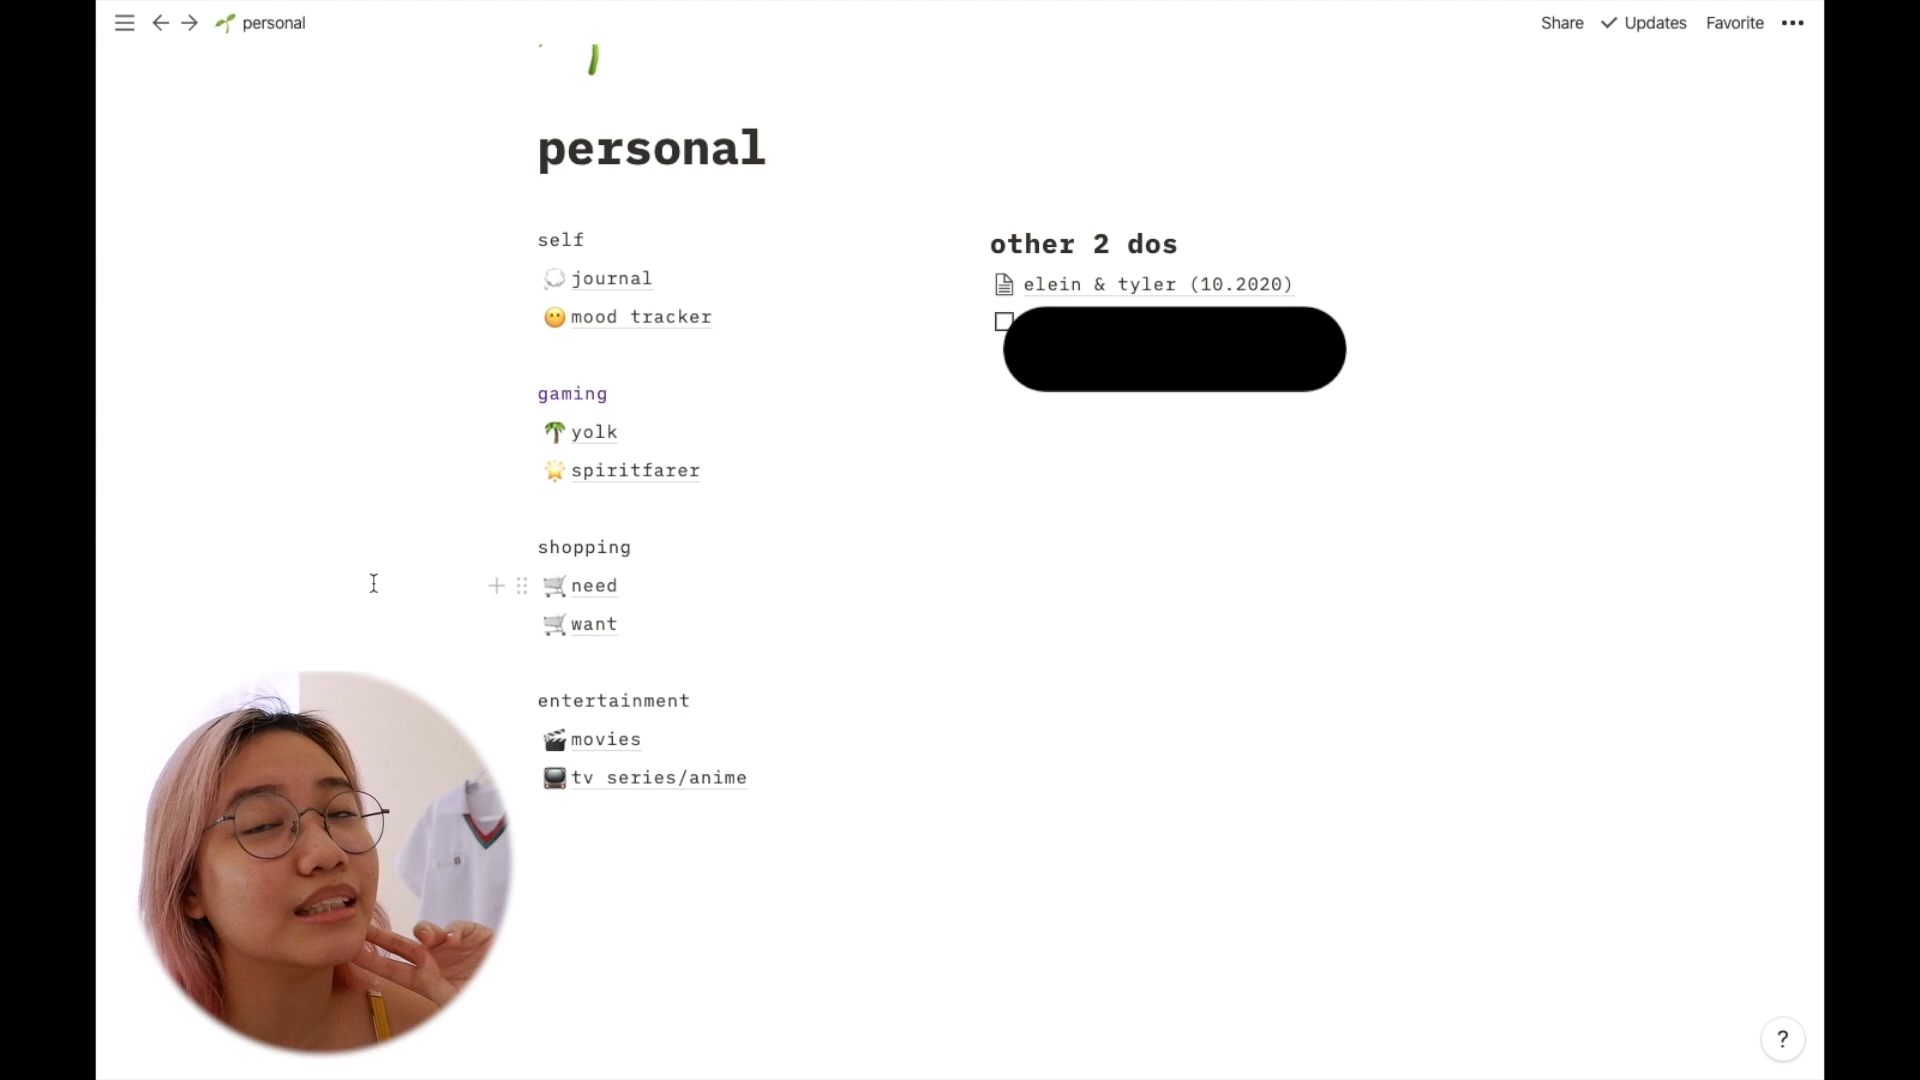 personal
Share
Updates
Favorite
personal
self
journal
mood tracker
gaming
yolk
spiritfarer
shopping
need
want
entertainment
movies
tv series/anime
other 2 dos
elein & tyler (10.2020)
?